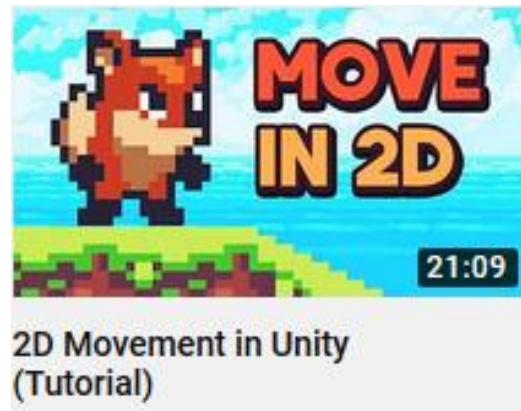 MOVE
IN 2D
21:09
2D Movement in Unity
(Tutorial)